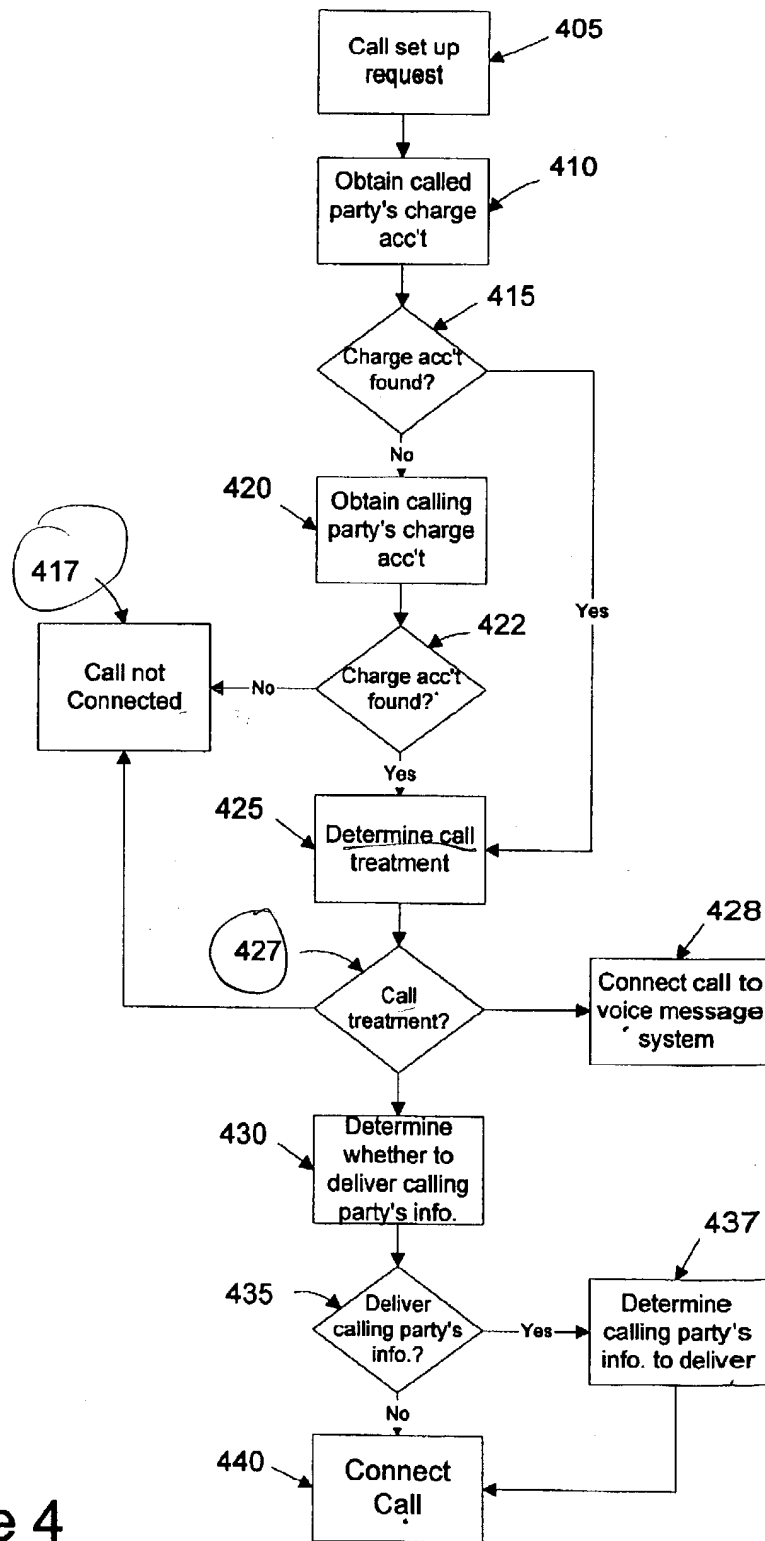 Call set up
request
405
Obtain called
party's charge
acc't
410
415
Charge acc't
found?
No
Yes
420
Obtain calling
party's charge
acc't
417
422
Call not
Connected
No
Charge acc't
found?
Yes
425
Determine call
treatment
427
Call
treatment?
428
Connect call to
voice message
system
430
Determine
whether to
deliver calling
party's info.
435
Deliver
calling party's
info.?
Yes
437
Determine
calling party's
info. to deliver
No
440
Connect
Call
e 4